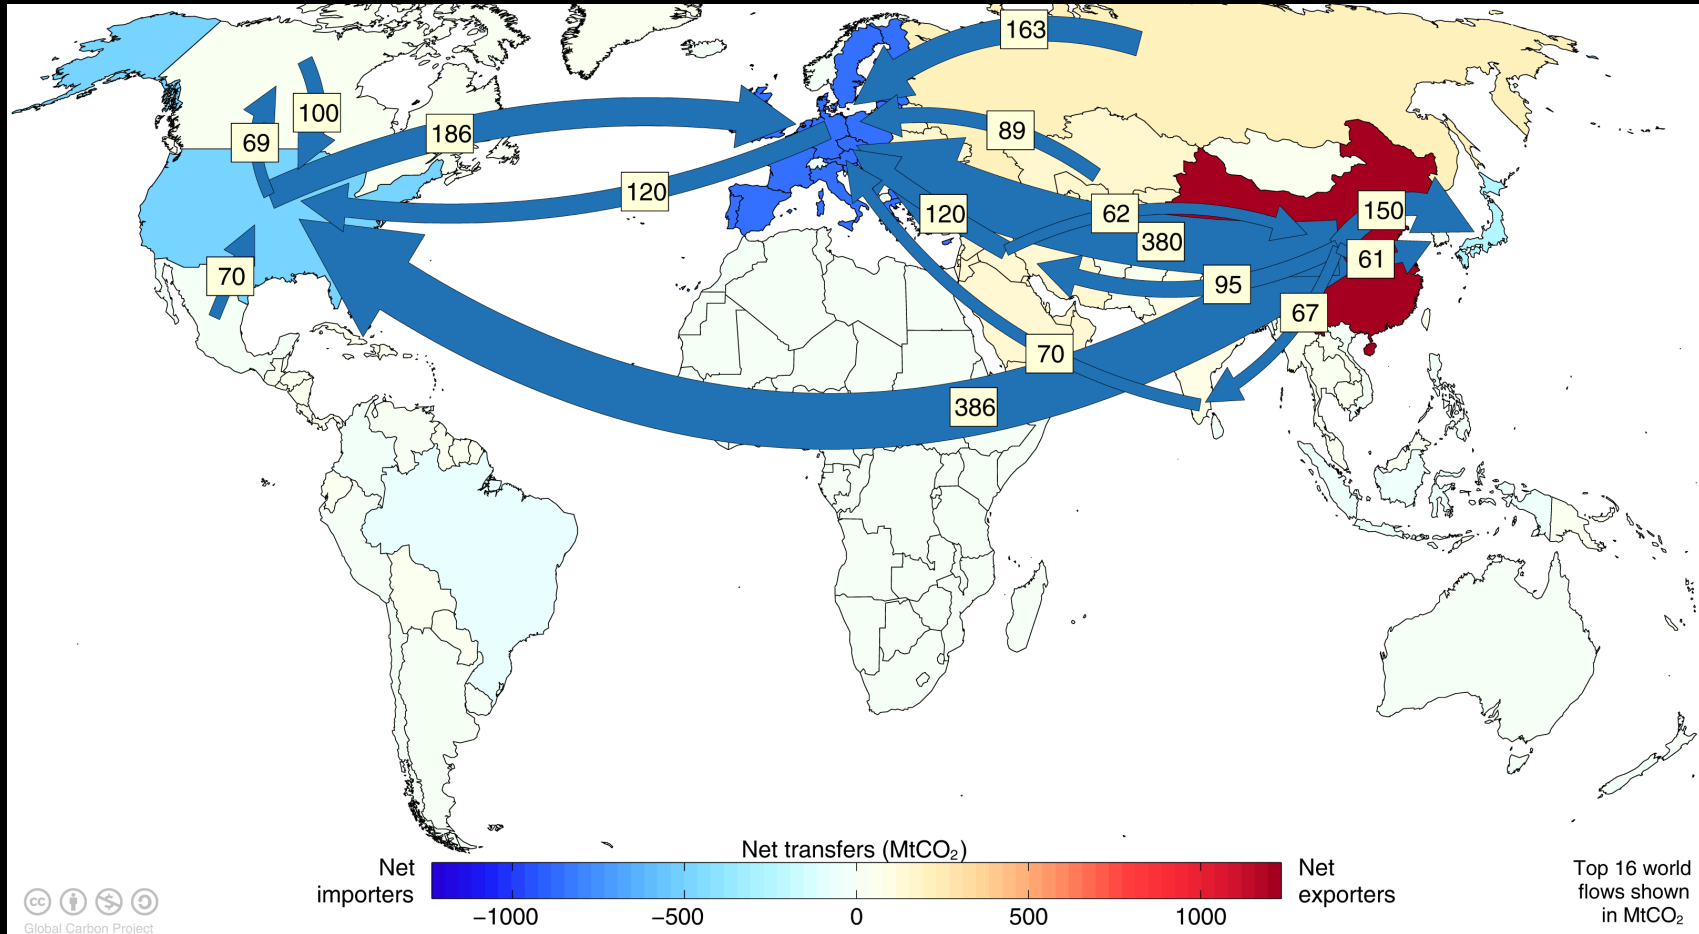 163
100
69
186
89
120
120
62
150
380
61
70
95
67
70
386
Net transfers (MtCO₂)
Net
importers
Net
exporters
−1000
−500
0
500
1000
Top 16 world
flows shown
in MtCO₂
cc
Global Carbon Project